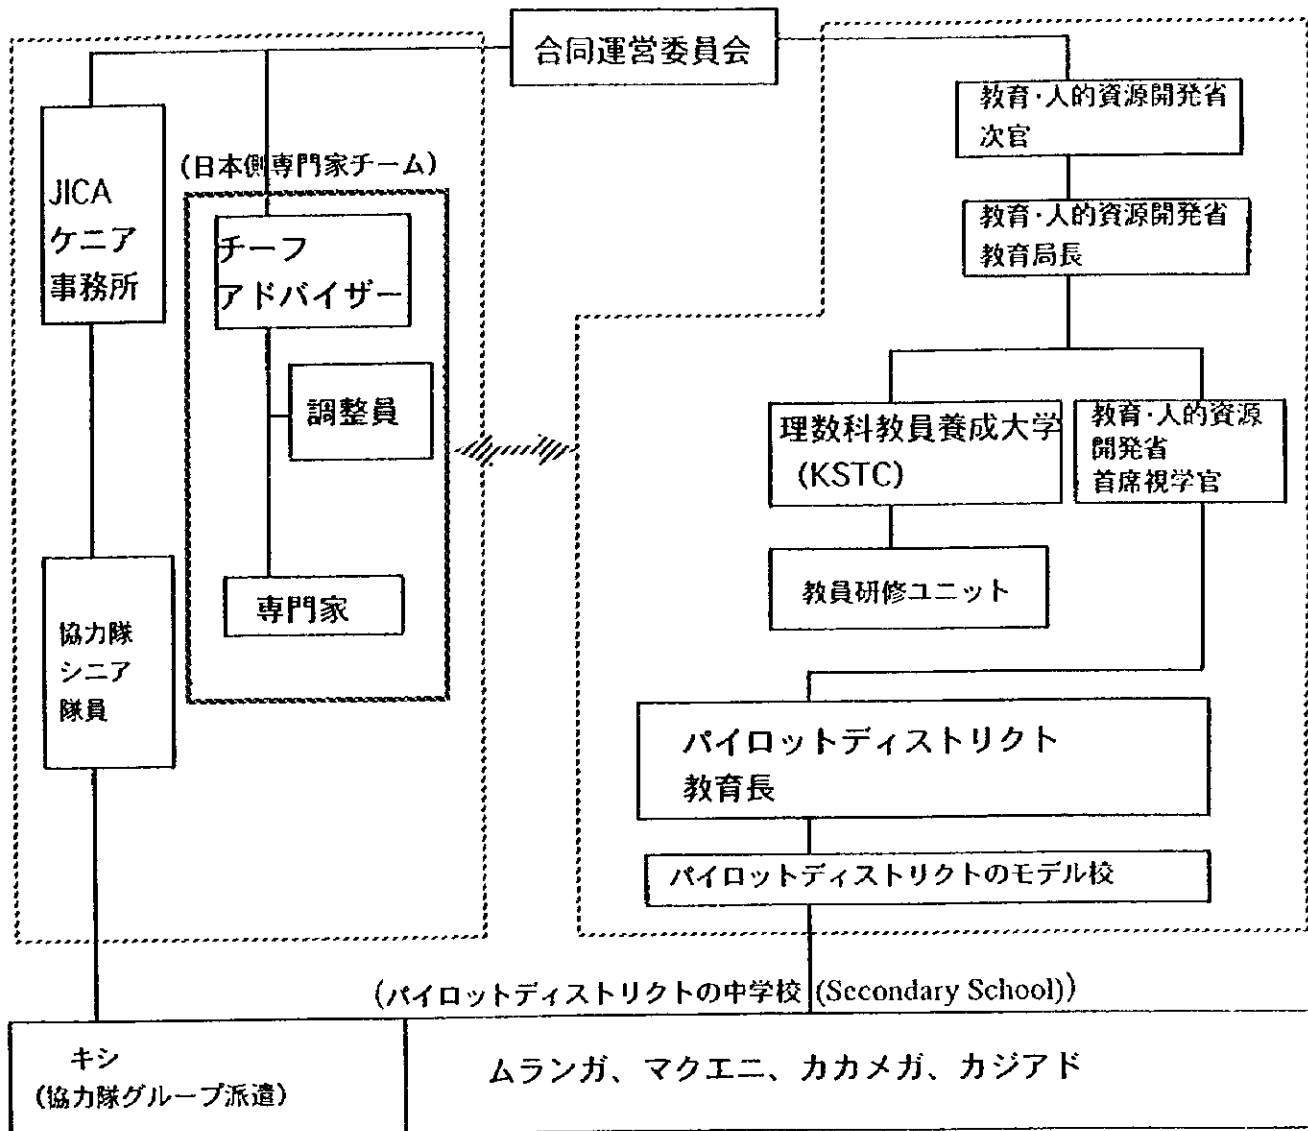 合同運営委員会
JICA
ケニア
事務所
(日本側専門家チーム)
チーフ
アドバイザー
調整員
専門家
協力隊
シニア
隊員
教育・人的資源開発省
次官
教育・人的資源開発省
教育局長
理数科教員養成大学
(KSTC)
教育・人的資源
開発省
首席視学官
教員研修ユニット
パイロットディストリクト
教育長
パイロットディストリクトのモデル校
(パイロットディストリクトの中学校 (Secondary School))
キシ
(協力隊グループ派遣)
ムランガ、マクエニ、カカメガ、カジアド